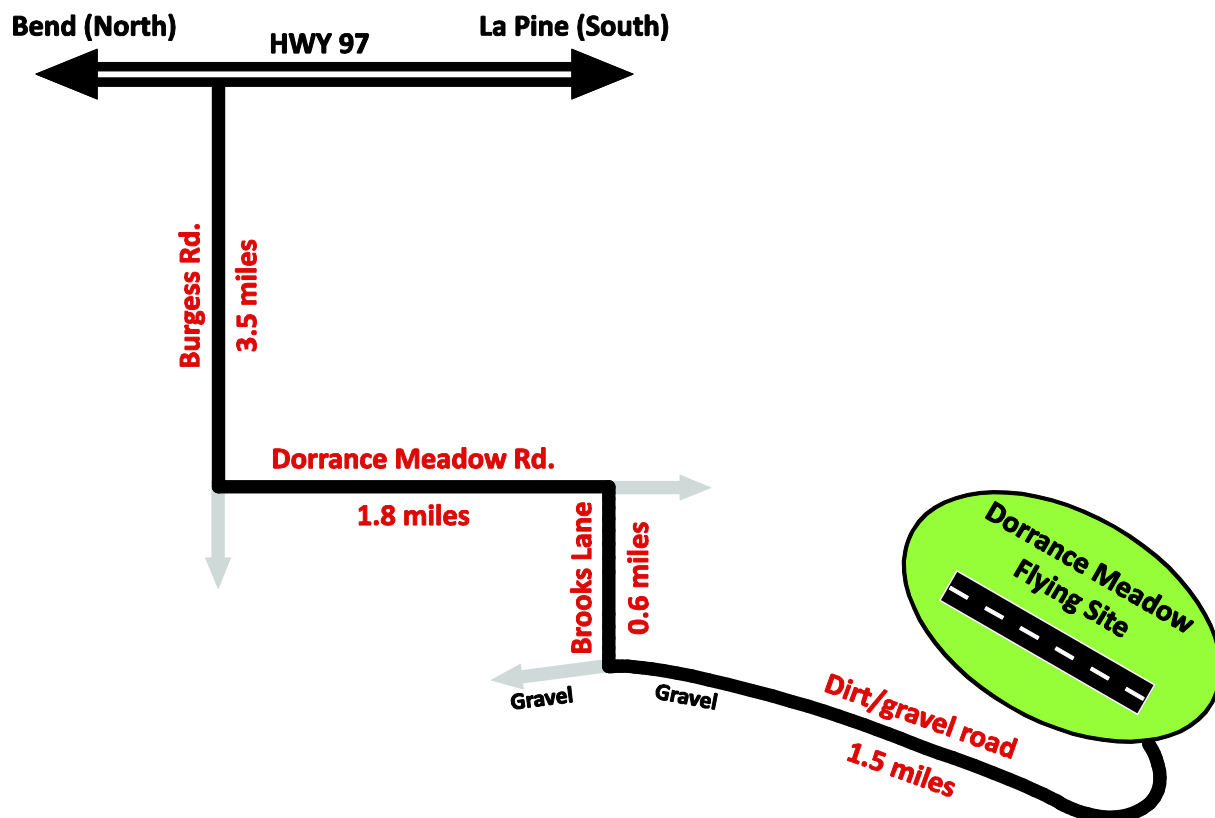 Bend (North)
HWY 97
La Pine (South)
Burgess Rd.
3.5 miles
Dorrance Meadow Rd.
1.8 miles
Brooks Lane
0.6 miles
Gravel
Gravel
Dirt/gravel road
1.5 miles
Dorrance Meadow
Flying Site